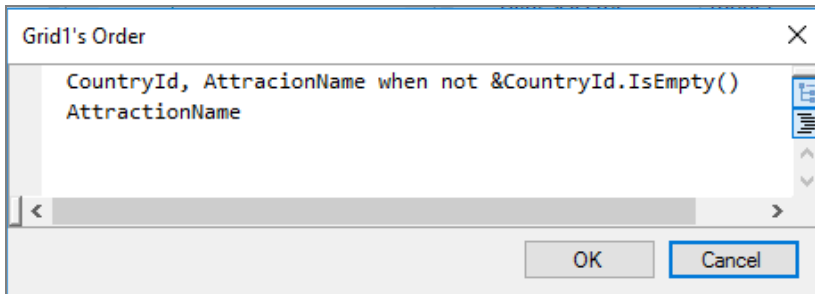 Grid1's Order
CountryId, AttracionName when not &CountryId.IsEmpty()
AttractionName
OK
Cancel